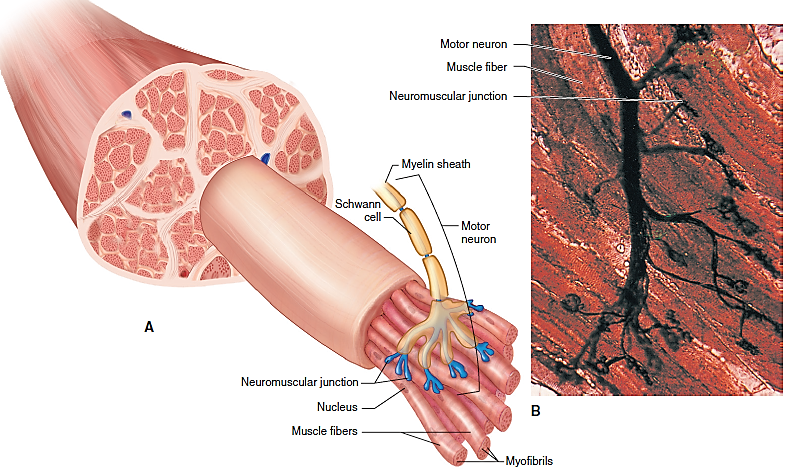 Motor neuron
Muscle fiber
Neuromuscular junction
Myelin sheath
Schwann
cell
Motor
neuron
A
Neuromuscular junction
Nucleus
Muscle fibers
Myofibrils
B